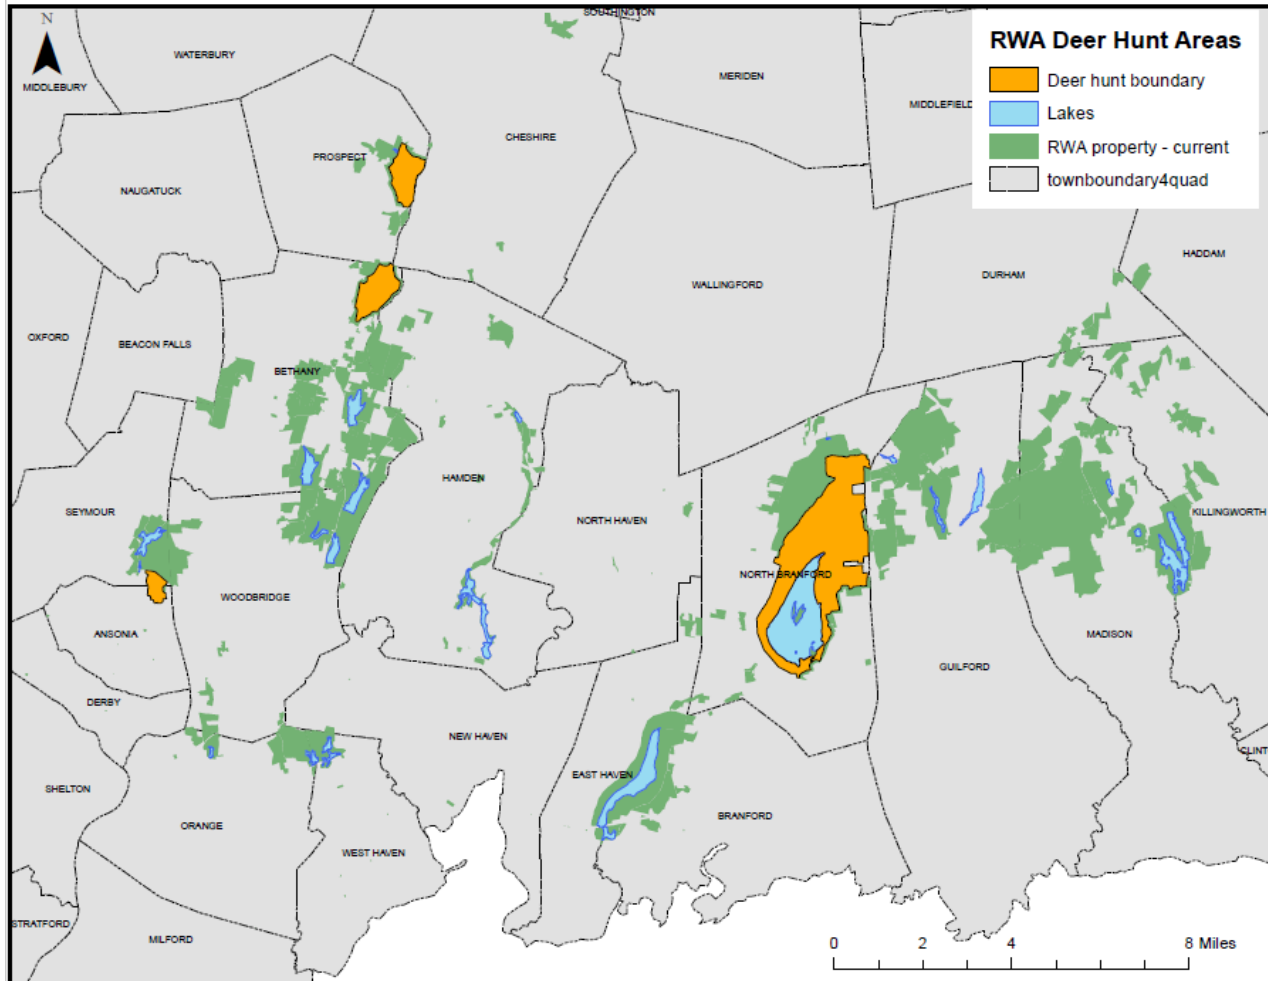 N
SOUTHINGTON
WATERBURY
MIDDLEBURY
MERIDEN
MIDDLEFIELD
CHESHIRE
PROSPECT
NAUGATUCK
RWA Deer Hunt Areas
Deer hunt boundary
Lakes
RWA property - current
townboundary4quad
HADDAM
DURHAM
WALLINGFORD
OXFORD
BEACON FALLS
BETHANY
HAMDEN
SEYMOUR
NORTH HAVEN
KILLINGWORTH
NORTH BRANFORD
WOODBRIDGE
ANSONIA
MADISON
GUILFORD
DERBY
NEW HAVEN
CLINT
EAST HAVEN
SHELTON
BRANFORD
ORANGE
WEST HAVEN
STRATFORD
MILFORD
0 2 4 8 Miles